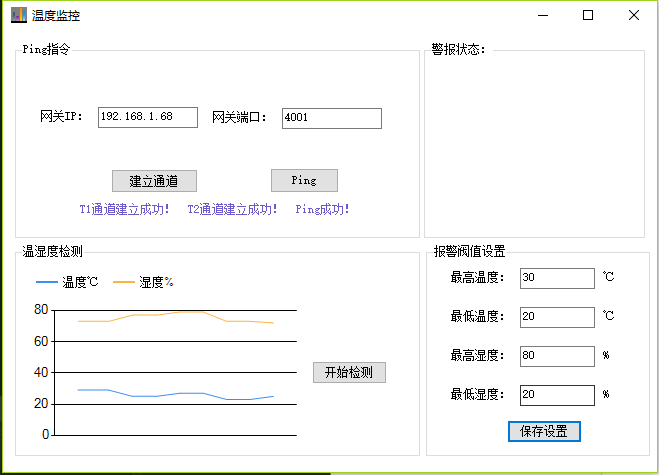 温度监控
Ping指令
网关IP: 192.168.1.68 网关端口: 4001
建立通道 Ping
T1通道建立成功! T2通道建立成功! Ping成功!
警报状态:
温湿度检测
温度℃ 湿度%
80
60
40
20
0
开始检测
报警阀值设置
最高温度: 30 ℃
最低温度: 20 ℃
最高湿度: 80 %
最低湿度: 20 %
保存设置